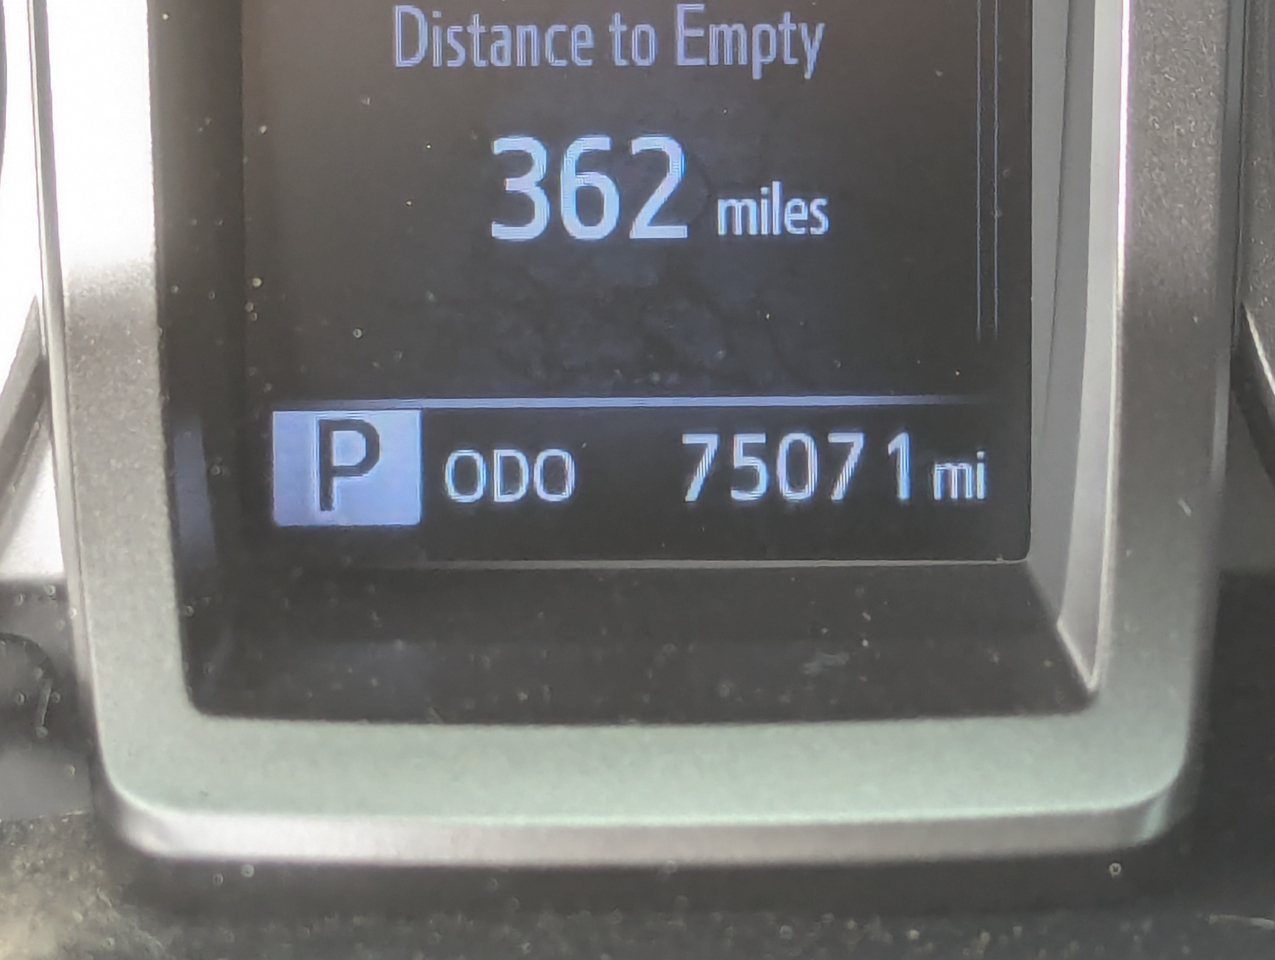 Distance to Empty
362 miles
P ODO 75071 mi